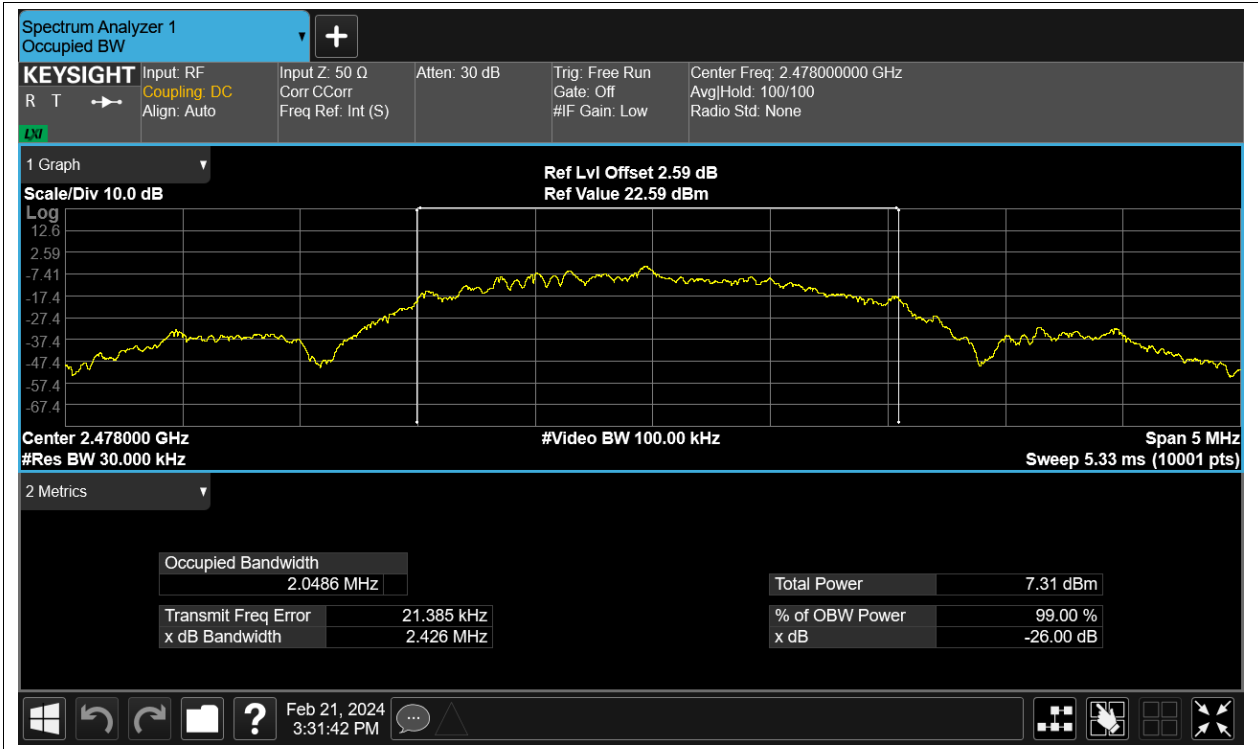 Spectrum Analyzer 1
Occupied BW
KEYSIGHT
R T
LXI
Input: RF
Coupling: DC
Align: Auto
Input Z: 50 Ω
Corr CCorr
Freq Ref: Int (S)
Atten: 30 dB
Trig: Free Run
Gate: Off
#IF Gain: Low
Center Freq: 2.478000000 GHz
Avg|Hold: 100/100
Radio Std: None
1 Graph
Scale/Div 10.0 dB
Ref Lvl Offset 2.59 dB
Ref Value 22.59 dBm
Log
12.6
2.59
-7.41
-17.4
-27.4
-37.4
-47.4
-57.4
-67.4
Center 2.478000 GHz
#Video BW 100.00 kHz
Span 5 MHz
#Res BW 30.000 kHz
Sweep 5.33 ms (10001 pts)
2 Metrics
Occupied Bandwidth
2.0486 MHz
Transmit Freq Error 21.385 kHz
x dB Bandwidth 2.426 MHz
Total Power 7.31 dBm
% of OBW Power 99.00 %
x dB -26.00 dB
?
Feb 21, 2024
3:31:42 PM